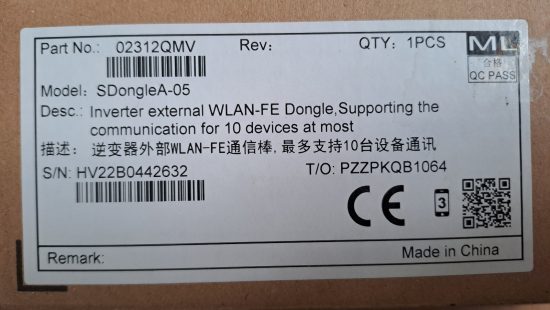 Part No.: 02312QMV Rev: QTY: 1PCS
ML
合格
QC PASS
Model: SDongleA-05
Desc.: Inverter external WLAN-FE Dongle,Supporting the
communication for 10 devices at most
描述: 逆变器外部WLAN-FE通信棒,最多支持10台设备通讯
S/N: HV22B0442632 T/O: PZZPKQB1064
CE 3
Remark: Made in China